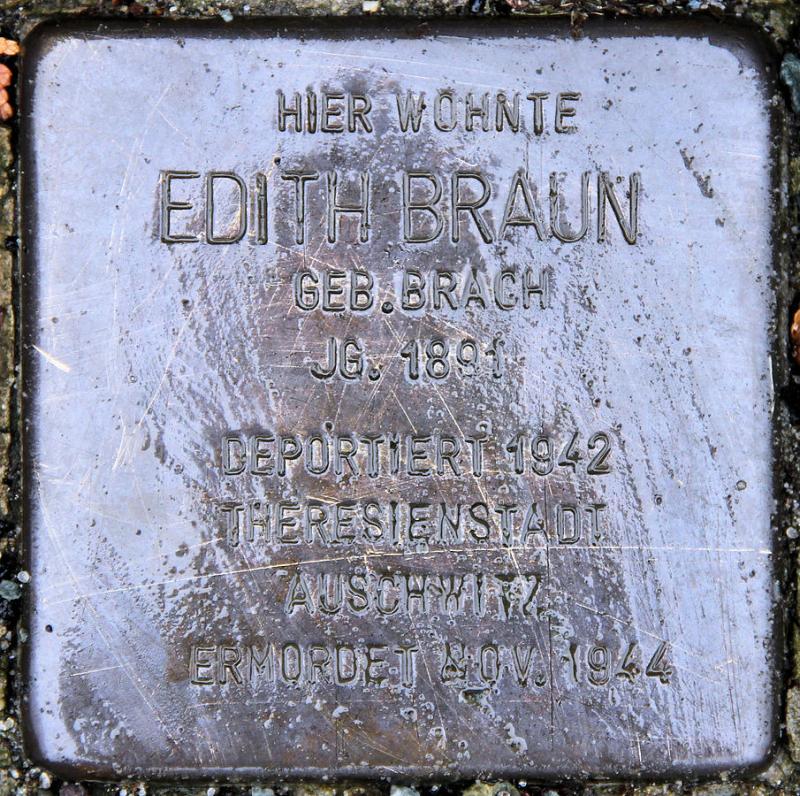 HIER WOHNTE
EDITH BRAUN
GEB. BRACH
JG. 1891
DEPORTIERT 1942
THERESIENSTADT
AUSCHWITZ
ERMORDET NOV. 1944